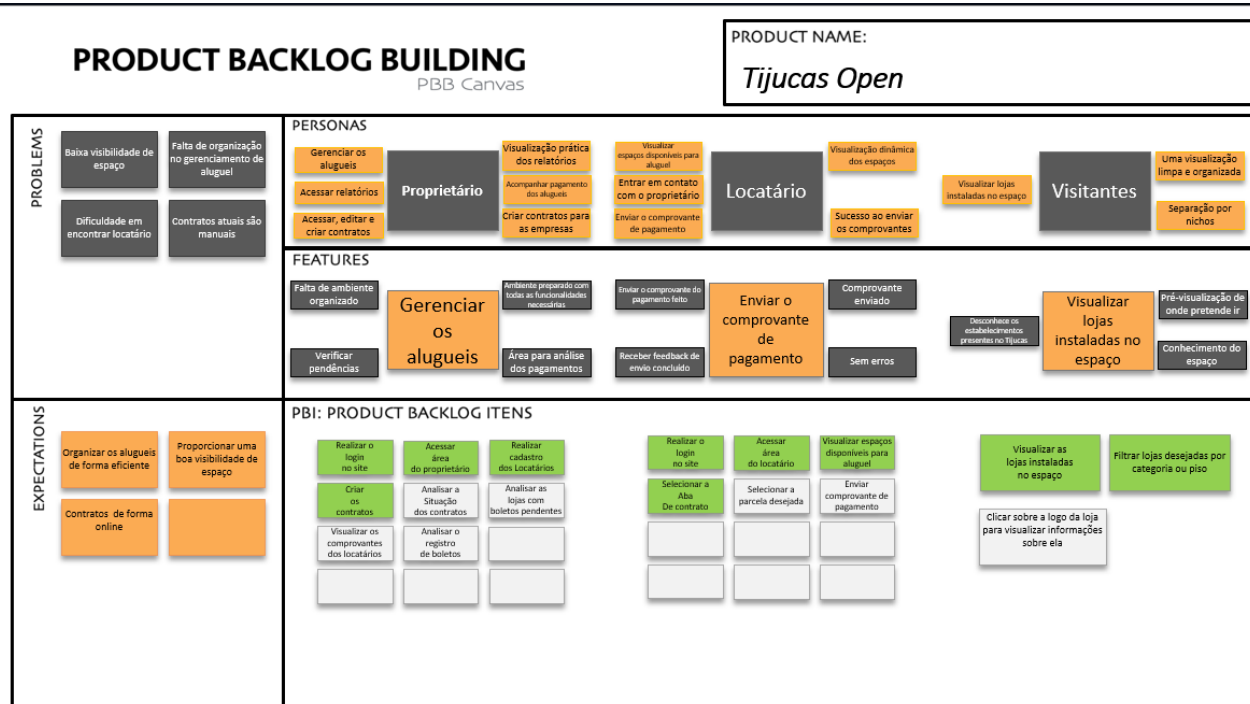 PRODUCT BACKLOG BUILDING
PBB Canvas
PRODUCT NAME:
Tijucas Open
PROBLEMS
Baixa visibilidade de
espaço
Falta de organização
no gerenciamento de
aluguel
Dificuldade em
encontrar locatário
Contratos atuais são
manuais
PERSONAS
Gerenciar os
alugueis
Acessar relatórios
Acessar, editar e
criar contratos
Proprietário
Visualização prática
dos relatórios
Acompanhar pagamento
dos alugueis
Criar contratos para
as empresas
Visualizar
espaços disponíveis para
aluguel
Entrar em contato
com o proprietário
Enviar o comprovante
de pagamento
Locatário
Visualização dinâmica
dos espaços
Sucesso ao enviar
os comprovantes
Visualizar lojas
instaladas no espaço
Visitantes
Uma visualização
limpa e organizada
Separação por
nichos
FEATURES
Falta de ambiente
organizado
Verificar
pendências
Gerenciar
os
alugueis
Ambiente preparado com
todas as funcionalidades
necessárias
Área para análise
dos pagamentos
Enviar o comprovante do
pagamento feito
Receber feedback de
envio concluído
Enviar o
comprovante
de
pagamento
Comprovante
enviado
Sem erros
Desconhece os
estabelecimentos
presentes no Tijucas
Visualizar
lojas
instaladas no
espaço
Pré-visualização de
onde pretende ir
Conhecimento do
espaço
EXPECTATIONS
Organizar os alugueis
de forma eficiente
Proporcionar uma
boa visibilidade de
espaço
Contratos de forma
online
PBI: PRODUCT BACKLOG ITENS
Realizar o
login
no site
Acessar
área
do proprietário
Realizar
cadastro
dos Locatários
Criar
os
contratos
Analisar a
Situação
dos contratos
Analisar as
lojas com
boletos pendentes
Visualizar os
comprovantes
dos locatários
Analisar o
registro
de boletos
Realizar o
login
no site
Acessar
área
do locatário
Visualizar espaços
disponíveis para
aluguel
Selecionar a
Aba
De contrato
Selecionar a
parcela desejada
Enviar
comprovante de
pagamento
Visualizar as
lojas instaladas
no espaço
Filtrar lojas desejadas por
categoria ou piso
Clicar sobre a logo da loja
para visualizar informações
sobre ela